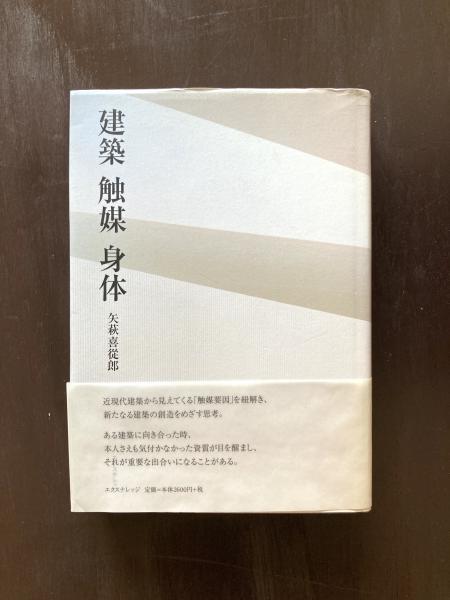 建築 触媒 身体
矢萩喜從郎
近現代建築から見えてくる「触媒要因」を紐解き、
新たなる建築の創造をめざす思考。
ある建築に向き合った時、
本人さえも気付かなかった資質が目を醒まし、
それが重要な出合いになることがある。
エクスナレッジ 定価=本体2600円+税